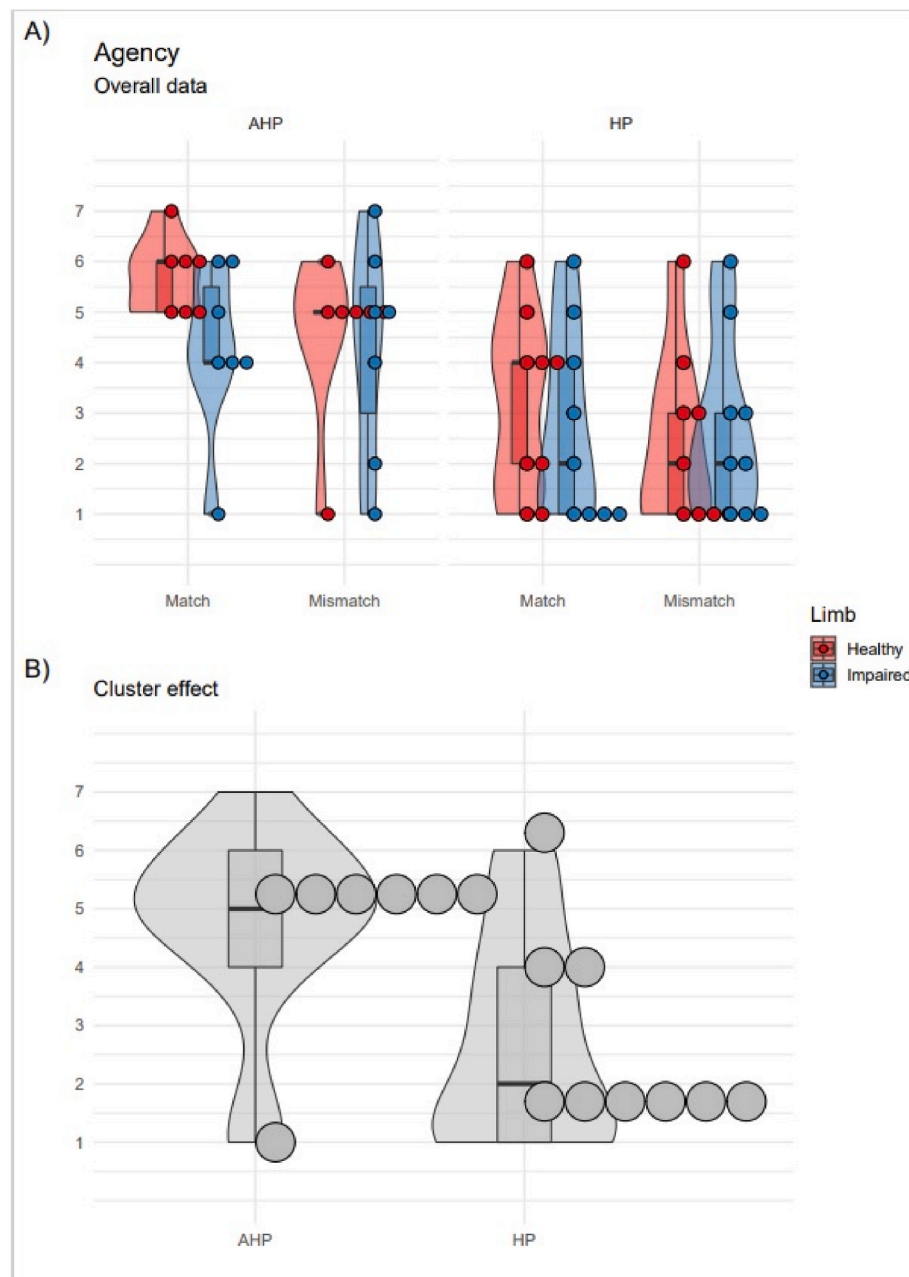 A)
Agency
Overall data
AHP HP
7
6
5
4
3
2
1
Match Mismatch Match Mismatch
Limb
Healthy
Impaired
B)
Cluster effect
7
6
5
4
3
2
1
AHP HP